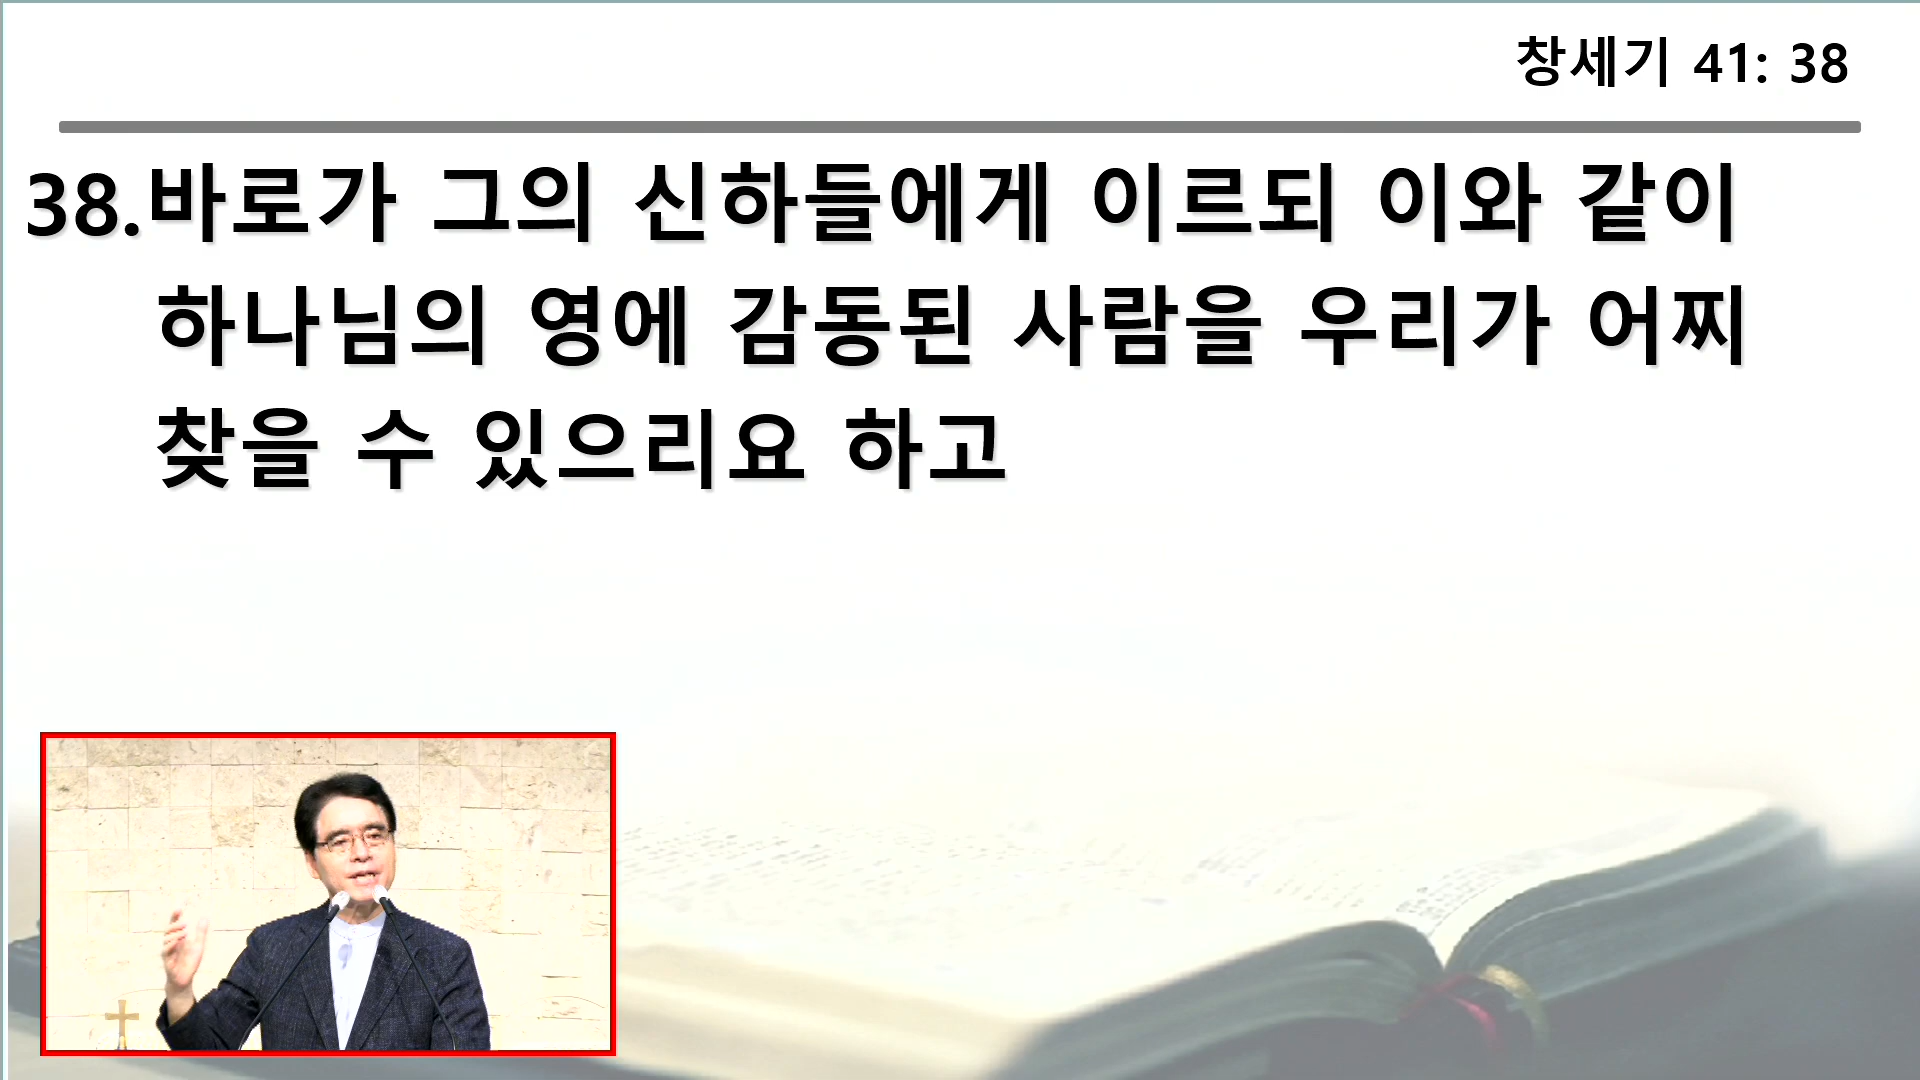 창세기 41: 38
38.바로가 그의 신하들에게 이르되 이와 같이
하나님의 영에 감동된 사람을 우리가 어찌
찾을 수 있으리요 하고